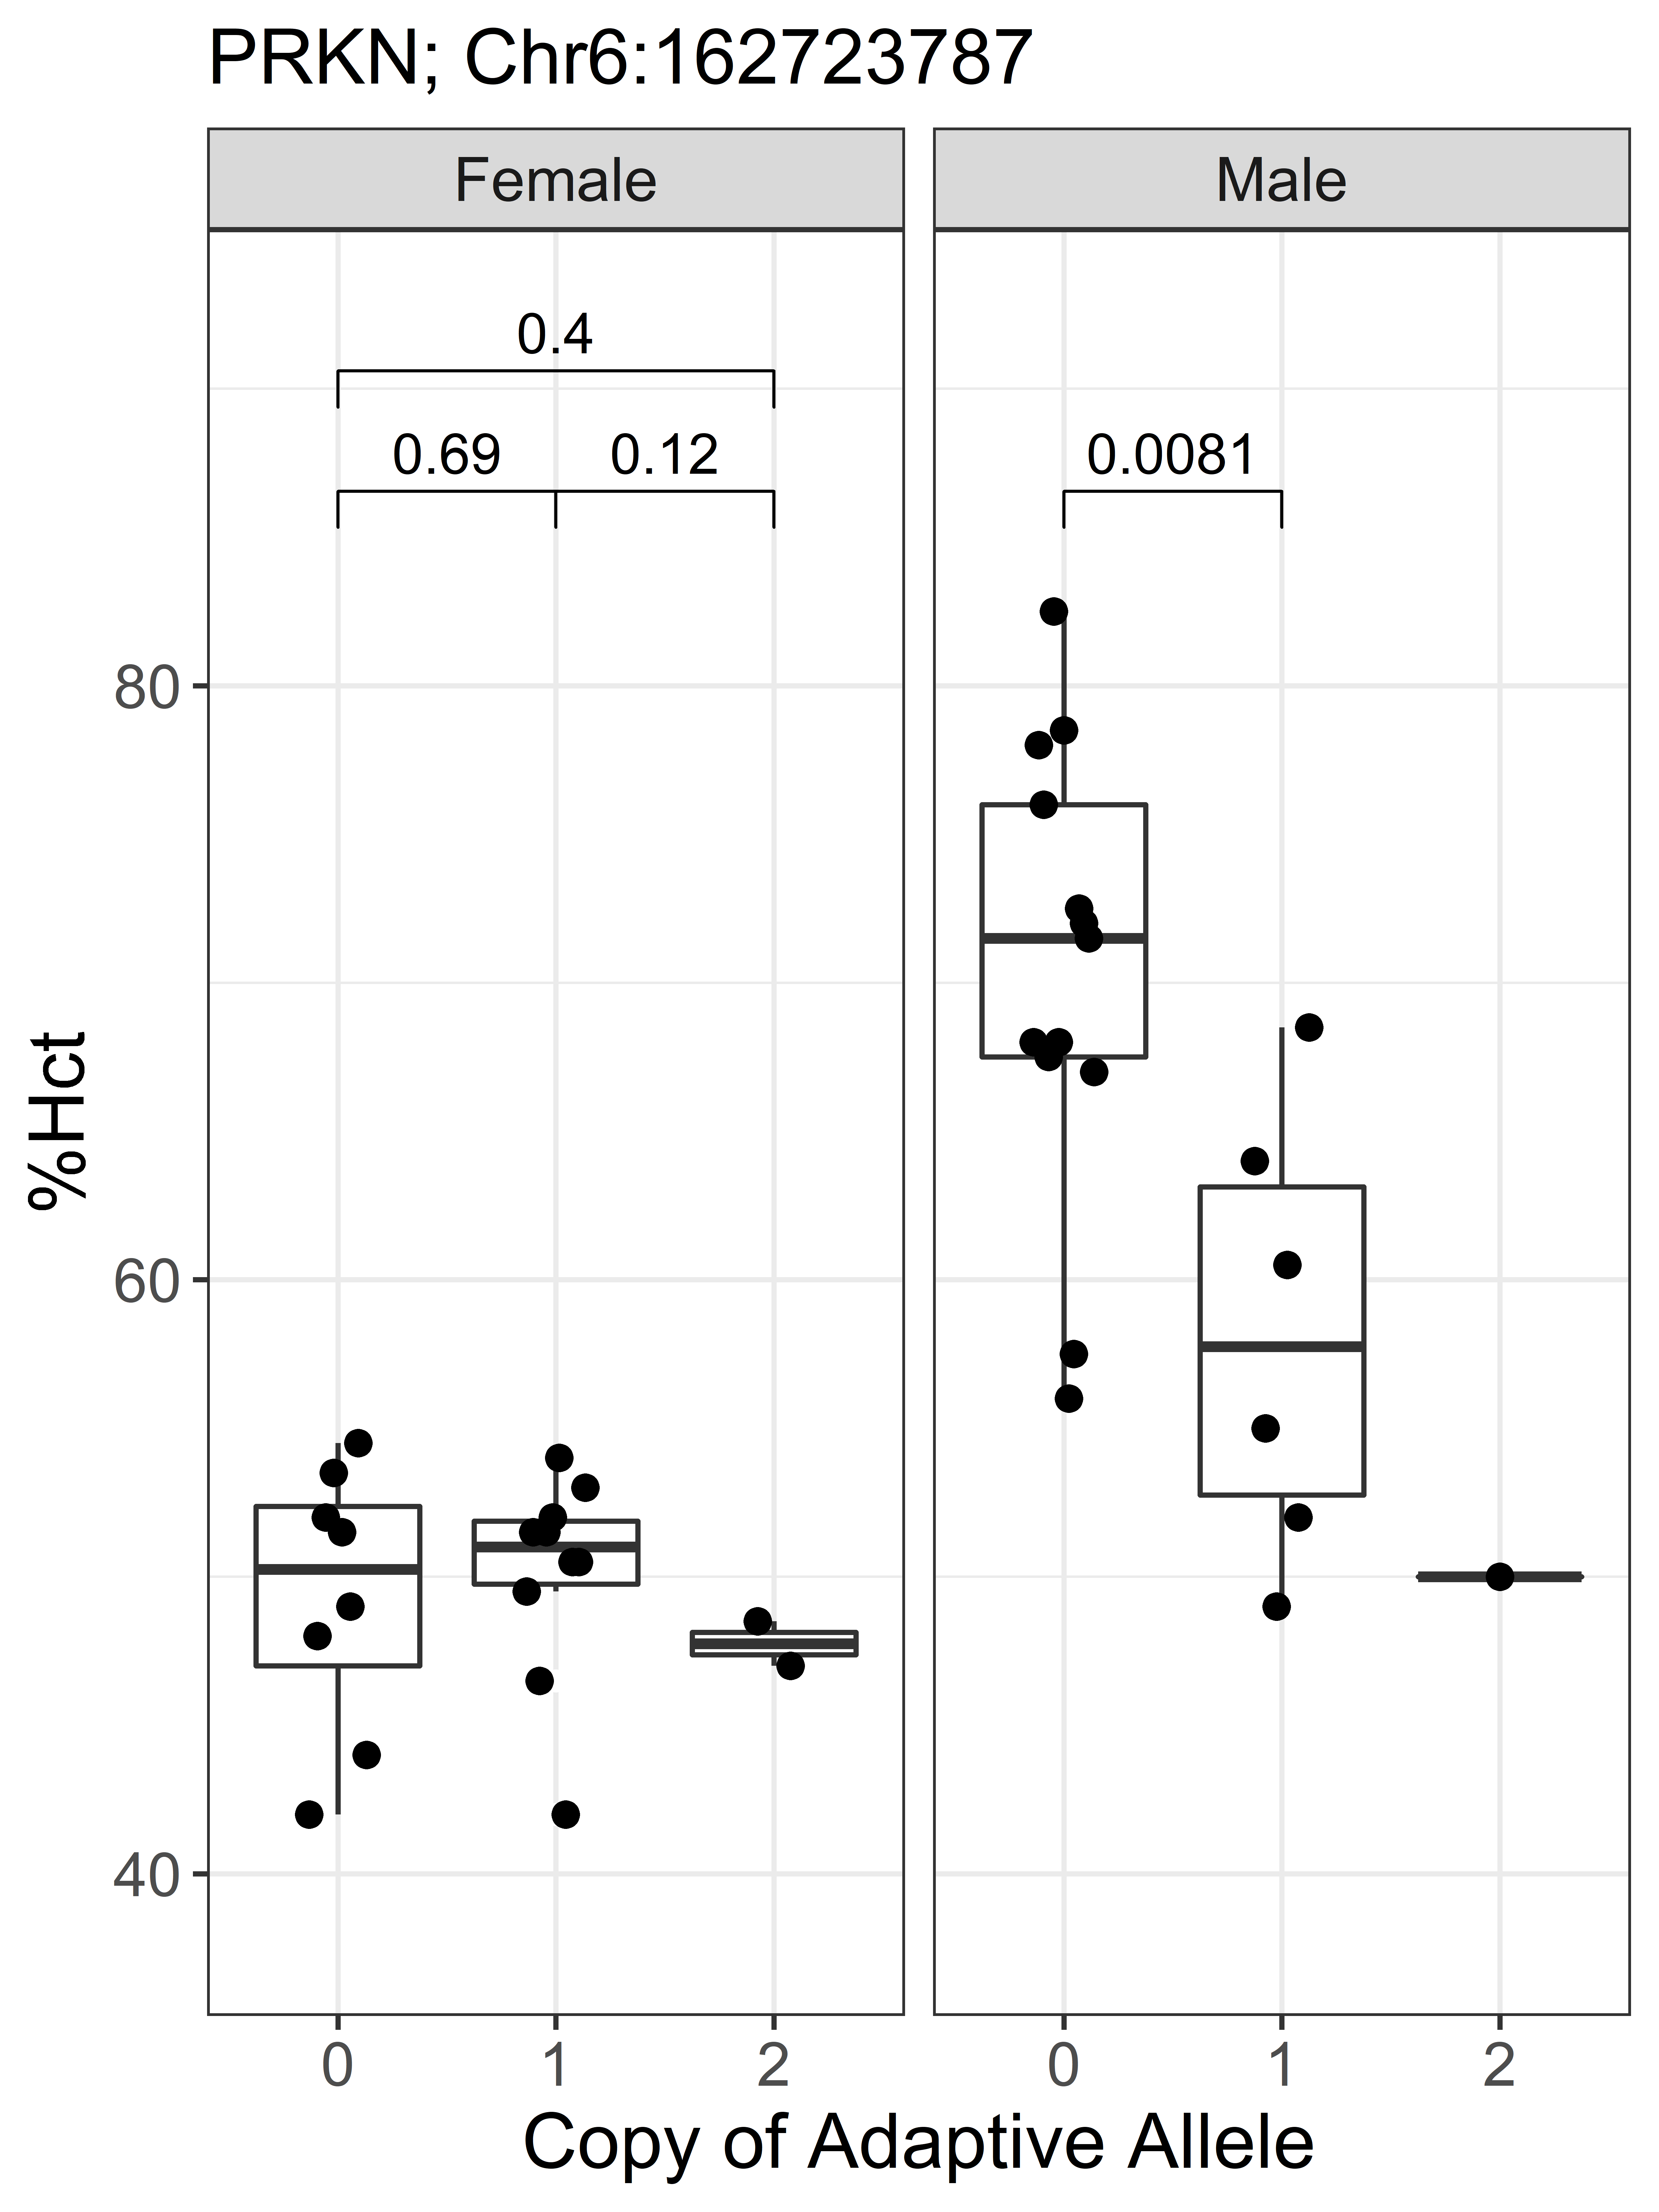 PRKN; Chr6:162723787
Female
Male
0.4
0.69
0.12
0.0081
%Hct
80
60
40
0
1
2
0
1
2
Copy of Adaptive Allele